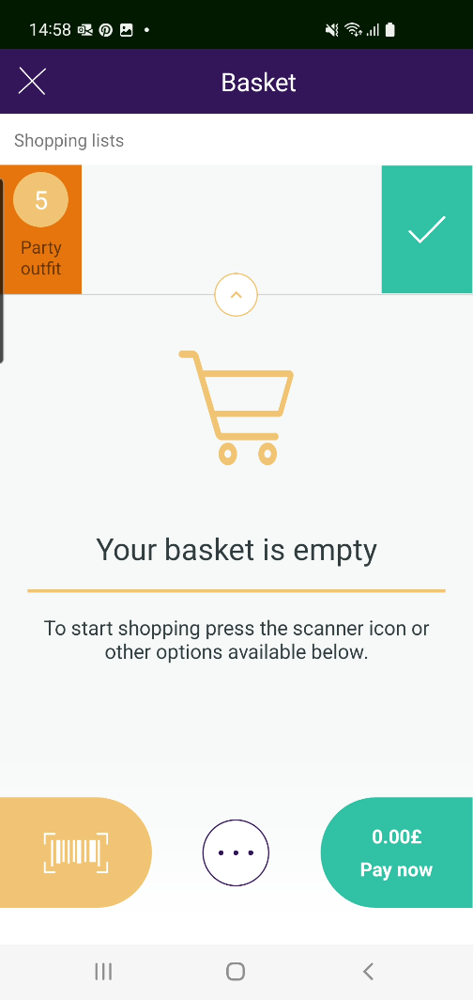 14:58
Basket
Shopping lists
5
Party
outfit
Your basket is empty
To start shopping press the scanner icon or
other options available below.
0.00£
Pay now